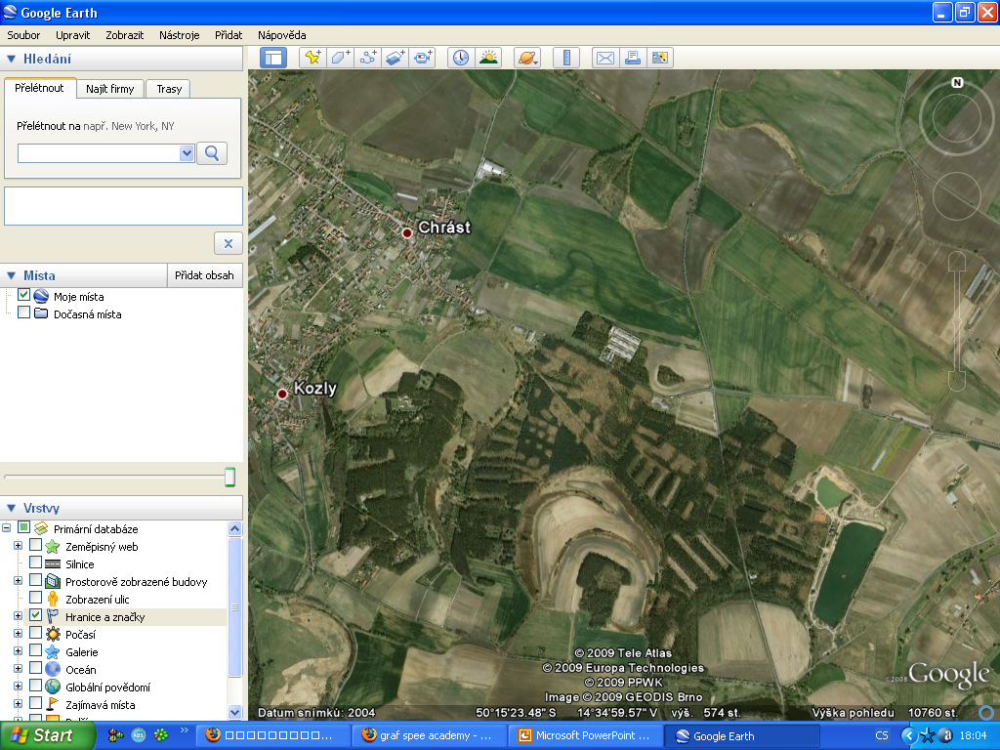 Google Earth
Soubor Upravit Zobrazit Nástroje Přidat Nápověda
Hledání
Přelétnout Najít firmy Trasy
Přelétnout na např. New York, NY
Místa Přidat obsah
Moje místa
Dočasná místa
Vrstvy
Primární databáze
Zeměpisný web
Silnice
Prostorově zobrazené budovy
Zobrazení ulic
Hranice a značky
Počasí
Galerie
Oceán
Globální povědomí
Zajímavá místa
N
Chrást
Kozly
© 2009 Tele Atlas
© 2009 Europa Technologies
© 2009 PPWK
Image © 2009 GEODIS Brno
Google
Datum snímků: 2004 50°15'23.48" S 14°34'59.57" V výš. 574 st. Výška pohledu 10760 st.
Start graf spee academy - ... Microsoft PowerPoint ... Google Earth CS 18:04